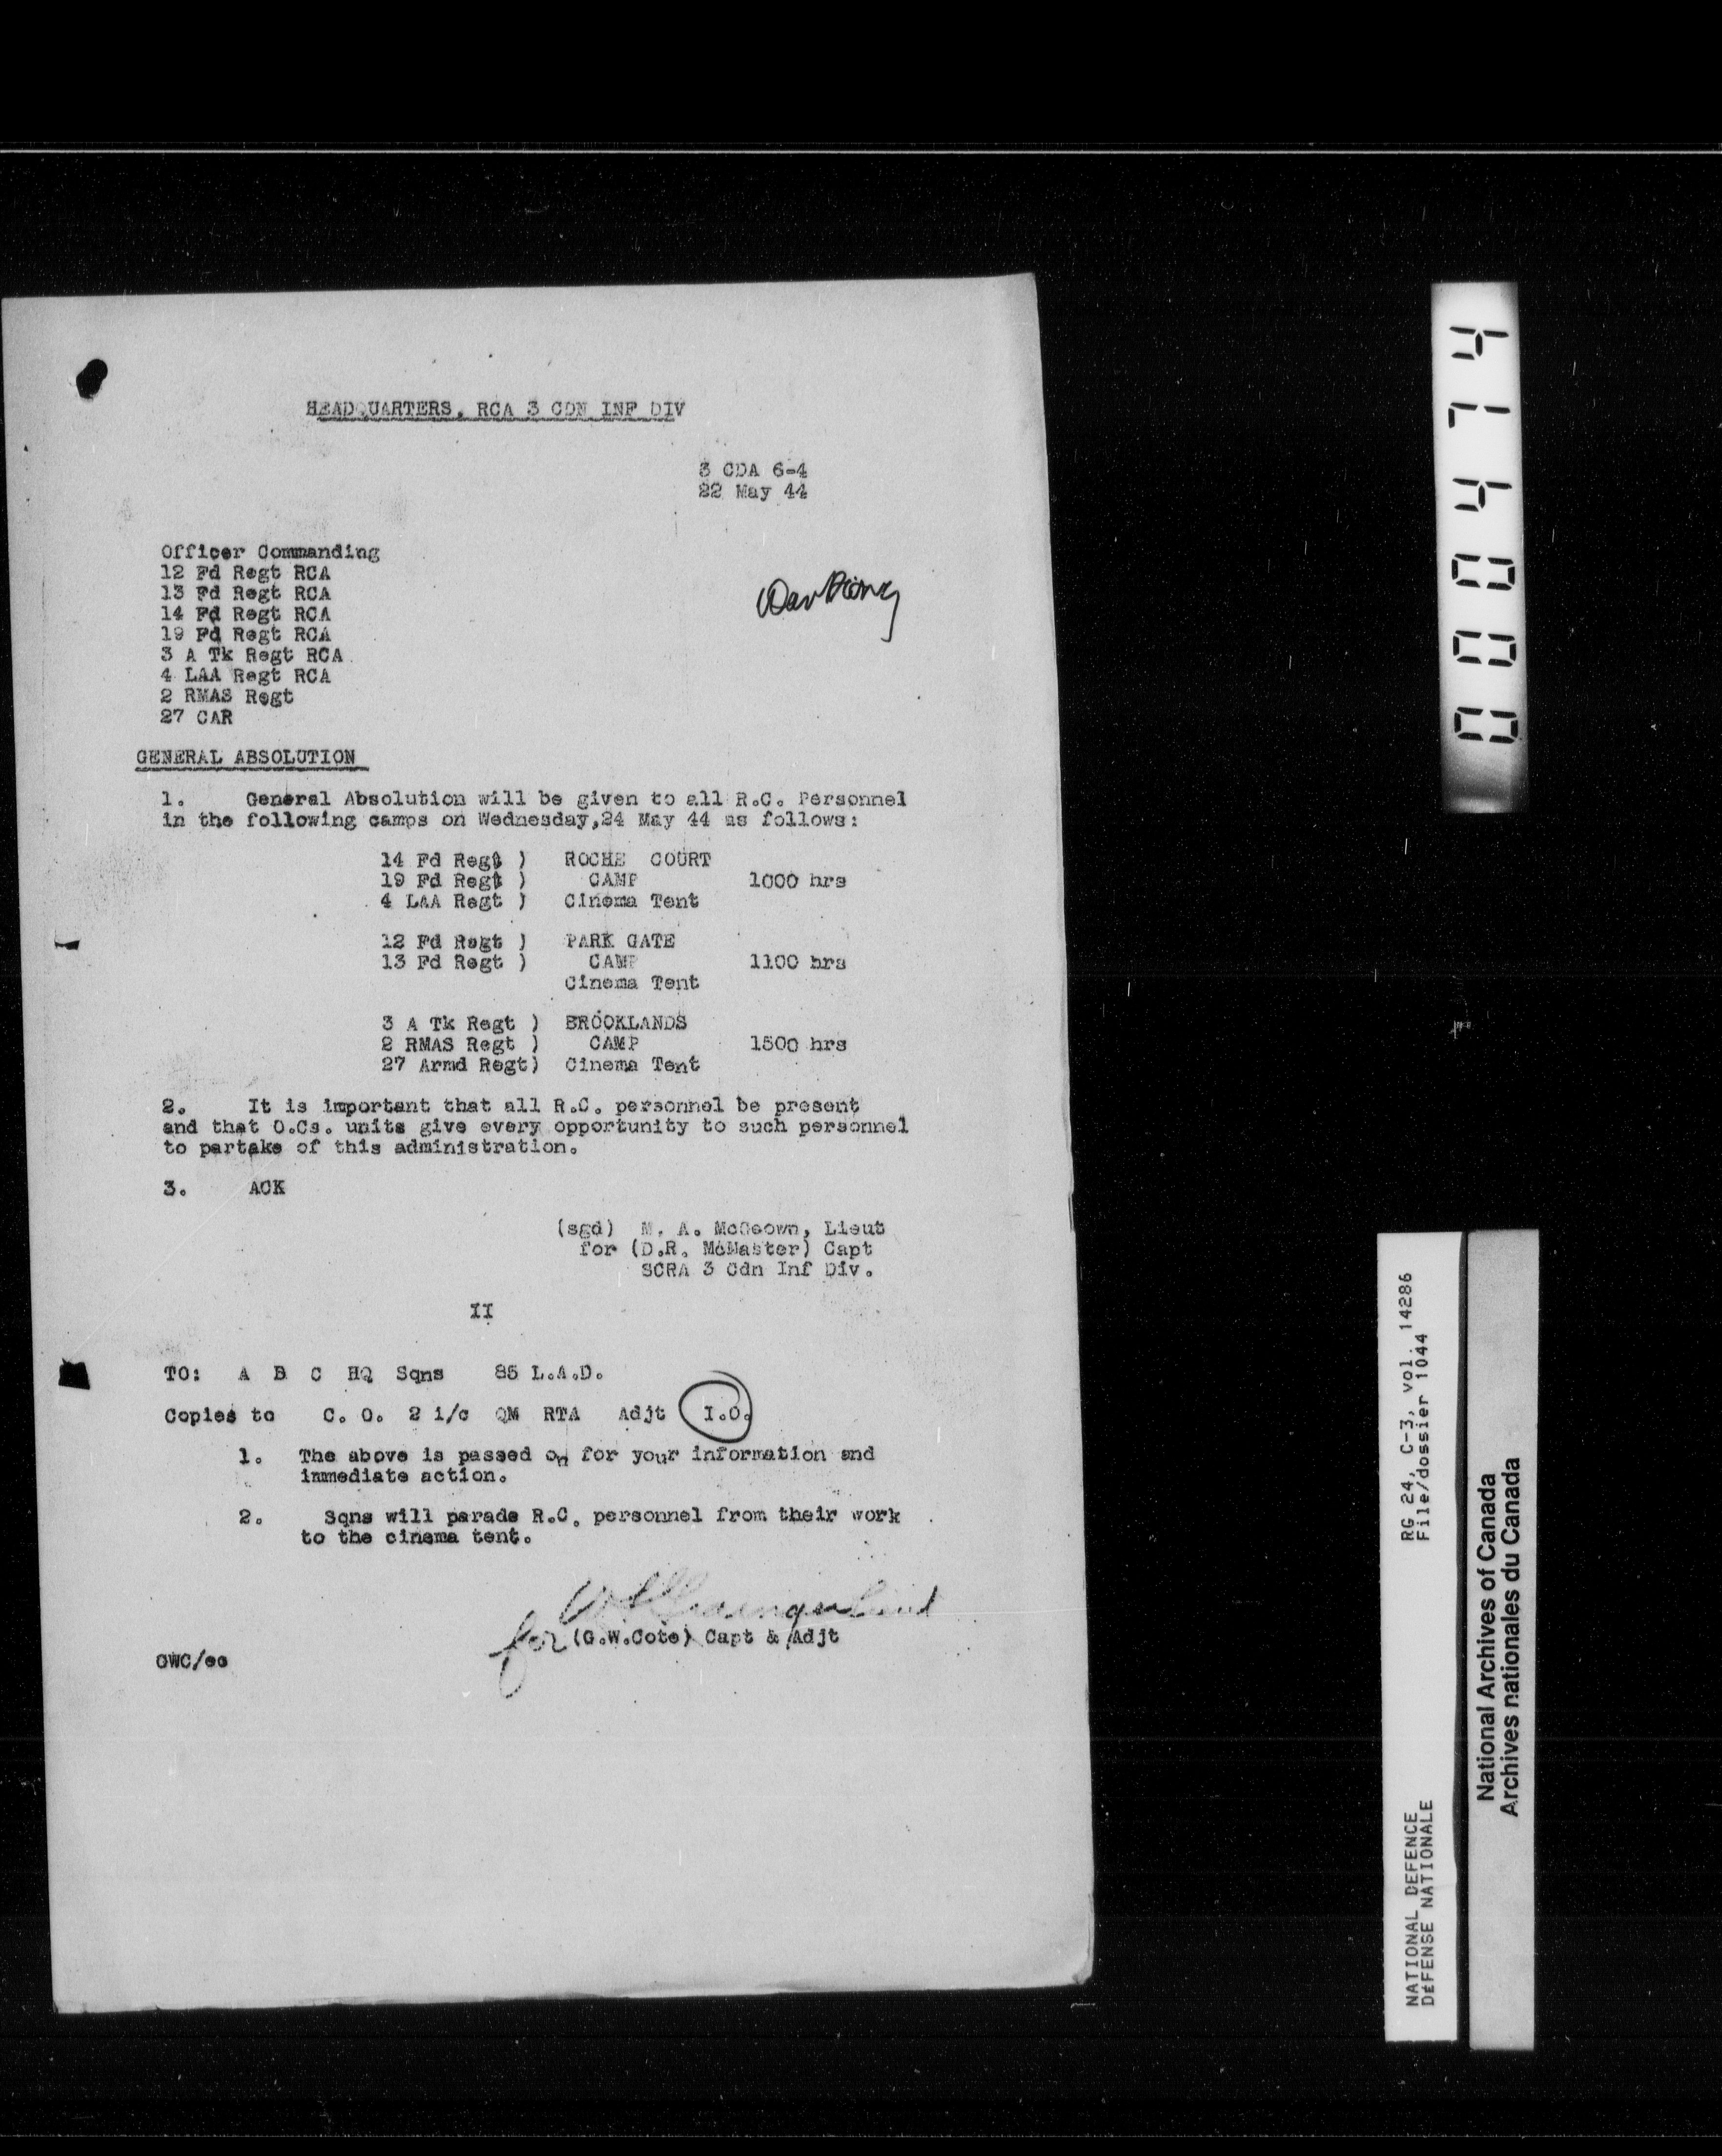 HEADQUARTERS, RCA 3 CDN INF DIV
3 CDA 6-4
22 May 44
Officer Commanding
12 Fd Regt RCA
13 Fd Regt RCA
14 Fd Regt RCA
19 Fd Regt RCA
3 A Tk Regt RCA
4 LAA Regt RCA
2 RMAS Regt
27 CAR
War Diary
GENERAL ABSOLUTION
1. General Absolution will be given to all R.C. Personnel
in the following camps on Wednesday,24 May 44 as follows:
14 Fd Regt ) ROCHE COURT
19 Fd Regt ) CAMP 1000 hrs
4 LAA Regt ) Cinema Tent
12 Fd Regt ) PARK GATE
13 Fd Regt ) CAMP 1100 hrs
Cinema Tent
3 A Tk Regt ) BROOKLANDS
2 RMAS Regt ) CAMP 1500 hrs
27 Armd Regt) Cinema Tent
2. It is important that all R.C. personnel be present
and that O.Cs. units give every opportunity to such personnel
to partake of this administration.
3. ACK
(sgd) M. A. McGeown, Lieut
for (D.R. McMaster) Capt
SCRA 3 Cdn Inf Div.
II
TO: A B C HQ Sqns 85 L.A.D.
Copies to C. O. 2 i/c QM RTA Adjt I.O.
1. The above is passed on for your information and
immediate action.
2. Sqns will parade R.C. personnel from their work
to the cinema tent.
for (G.W.Cote) Capt & Adjt
GWC/ec
000474
RG 24, C-3, vol. 14286
File/dossier 1044
NATIONAL DEFENCE
DÉFENSE NATIONALE
National Archives of Canada
Archives nationales du Canada